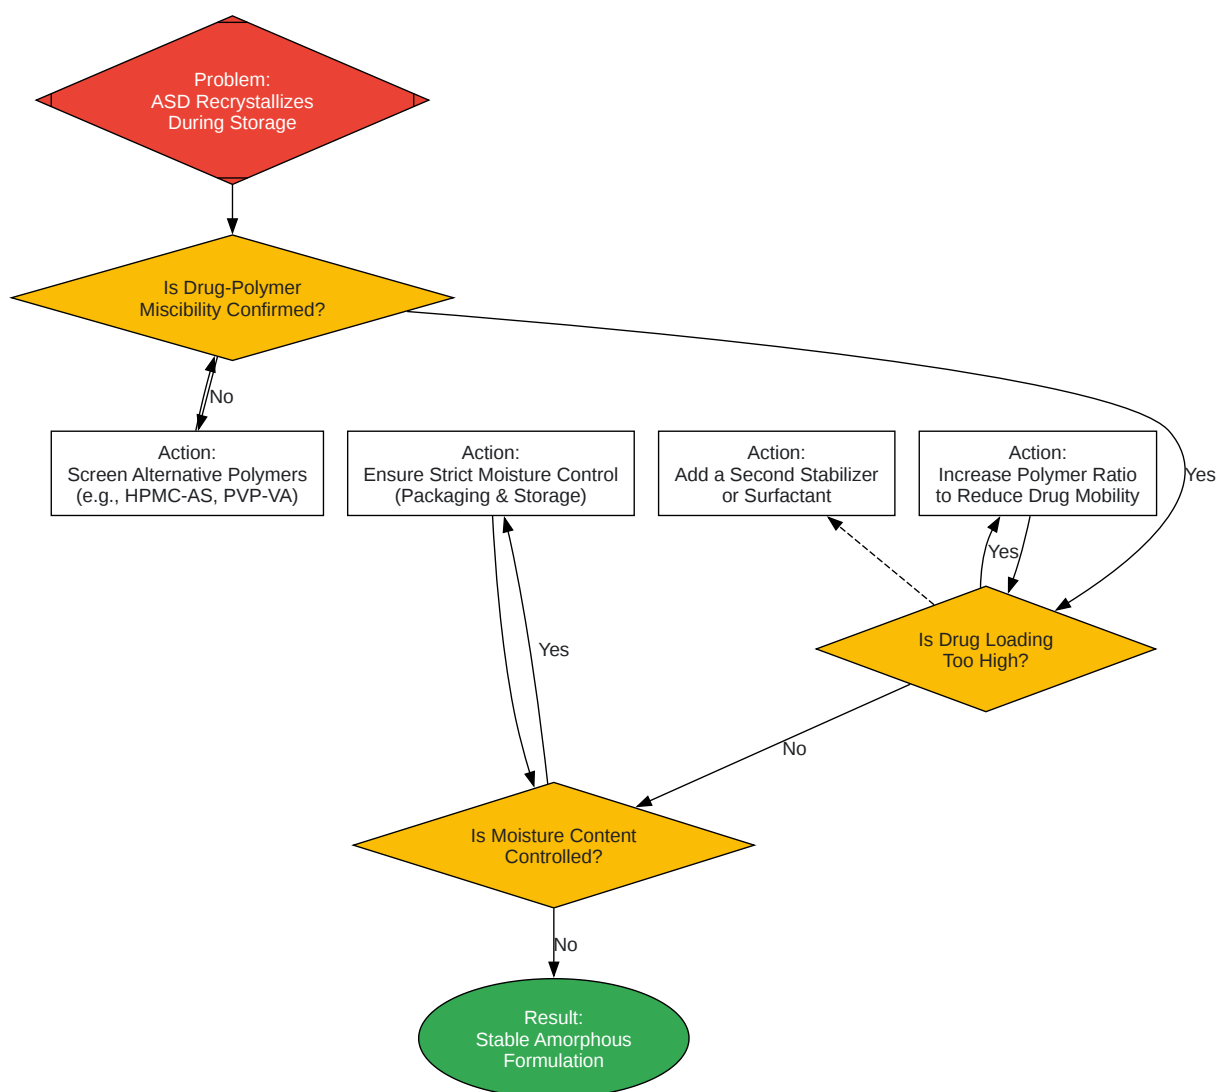 Problem:
ASD Recrystallizes
During Storage
Is Drug-Polymer
Miscibility Confirmed?
No
Yes
Action:
Screen Alternative Polymers
(e.g., HPMC-AS, PVP-VA)
Action:
Ensure Strict Moisture Control
(Packaging & Storage)
Action:
Add a Second Stabilizer
or Surfactant
Action:
Increase Polymer Ratio
to Reduce Drug Mobility
Yes
Is Drug Loading
Too High?
Yes
No
Is Moisture Content
Controlled?
No
Result:
Stable Amorphous
Formulation